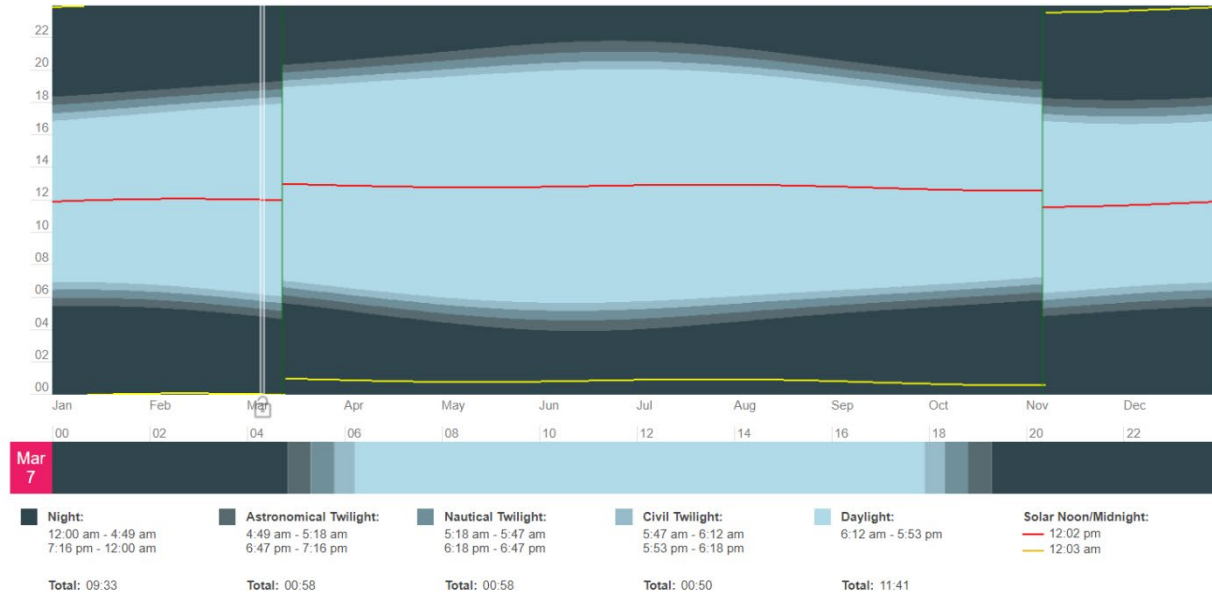 22
20
18
16
14
12
10
08
06
04
02
00
Jan Feb Mar Apr May Jun Jul Aug Sep Oct Nov Dec
00 02 04 06 08 10 12 14 16 18 20 22
Mar
7
Night: Astronomical Twilight: Nautical Twilight: Civil Twilight: Daylight: Solar Noon/Midnight:
12:00 am - 4:49 am 4:49 am - 5:18 am 5:18 am - 5:47 am 5:47 am - 6:12 am 6:12 am - 5:53 pm 12:02 pm
7:16 pm - 12:00 am 6:47 pm - 7:16 pm 6:18 pm - 6:47 pm 5:53 pm - 6:18 pm 12:03 am
Total: 09:33 Total: 00:58 Total: 00:58 Total: 00:50 Total: 11:41